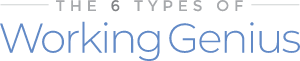 THE 6 TYPES OF
Working Genius